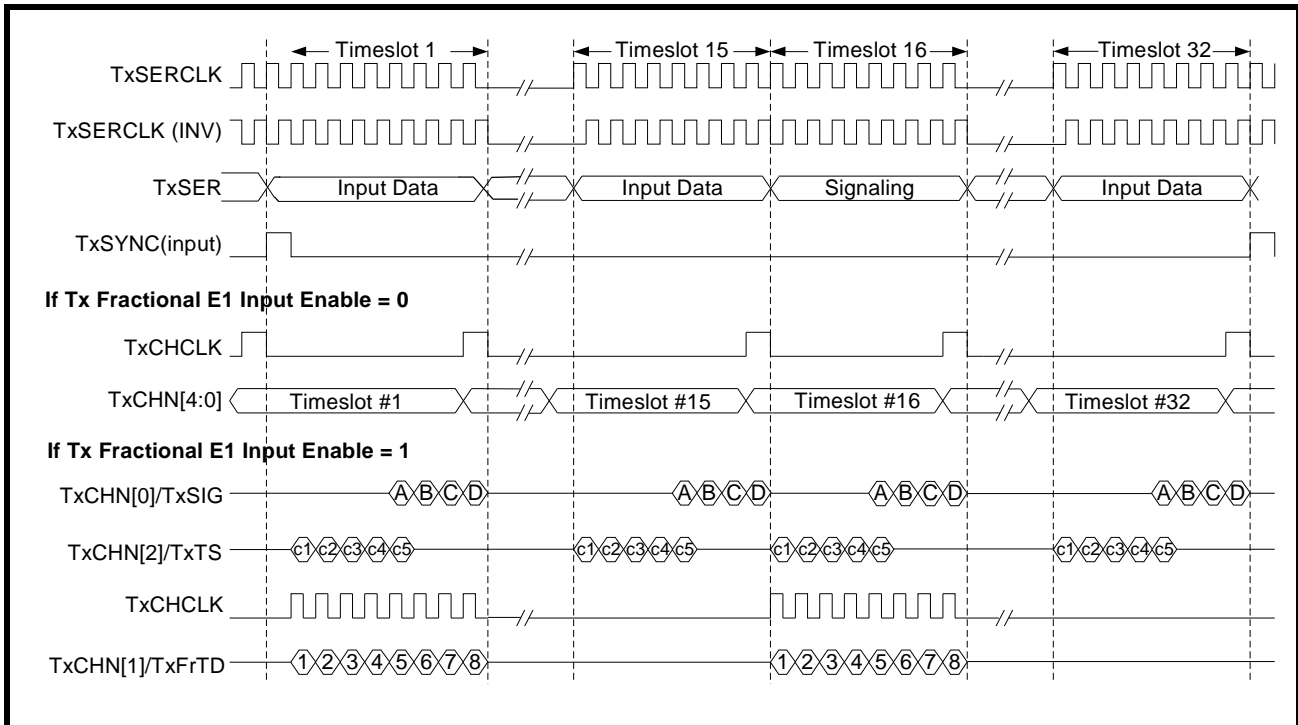 Timeslot 1 Timeslot 15 Timeslot 16 Timeslot 32
TxSERCLK
TxSERCLK (INV)
TxSER Input Data Input Data Signaling Input Data
TxSYNC(input)
If Tx Fractional E1 Input Enable = 0
TxCHCLK
TxCHN[4:0] Timeslot #1 Timeslot #15 Timeslot #16 Timeslot #32
If Tx Fractional E1 Input Enable = 1
TxCHN[0]/TxSIG A B C D A B C D A B C D A B C D
TxCHN[2]/TxTS c1 c2 c3 c4 c5 c1 c2 c3 c4 c5 c1 c2 c3 c4 c5 c1 c2 c3 c4 c5
TxCHCLK
TxCHN[1]/TxFrTD 1 2 3 4 5 6 7 8 1 2 3 4 5 6 7 8